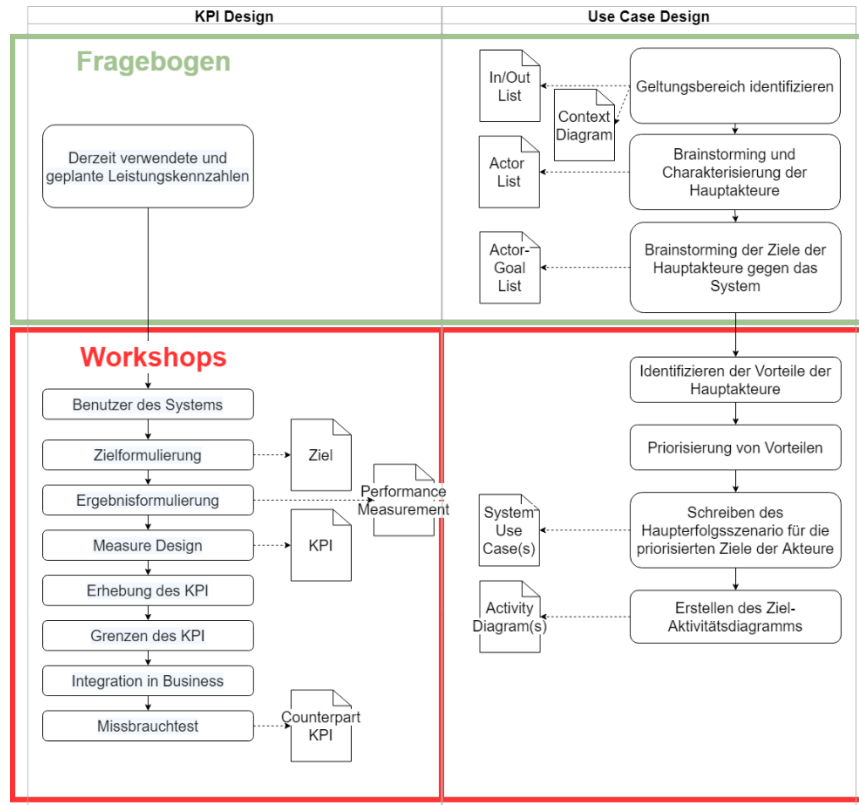 KPI Design
Use Case Design
Fragebogen
Derzeit verwendete und
geplante Leistungskennzahlen
In/Out
List
Context
Diagram
Geltungsbereich identifizieren
Actor
List
Brainstorming und
Charakterisierung der
Hauptakteure
Actor-
Goal
List
Brainstorming der Ziele der
Hauptakteure gegen das
System
Workshops
Benutzer des Systems
Zielformulierung
Ziel
Ergebnisformulierung
Performance
Measurement
Measure Design
KPI
Erhebung des KPI
Grenzen des KPI
Integration in Business
Missbrauchtest
Counterpart
KPI
Identifizieren der Vorteile der
Hauptakteure
Priorisierung von Vorteilen
System
Use
Case(s)
Schreiben des
Haupterfolgsszenario für die
priorisierten Ziele der Akteure
Activity
Diagram(s)
Erstellen des Ziel-
Aktivitätsdiagramms